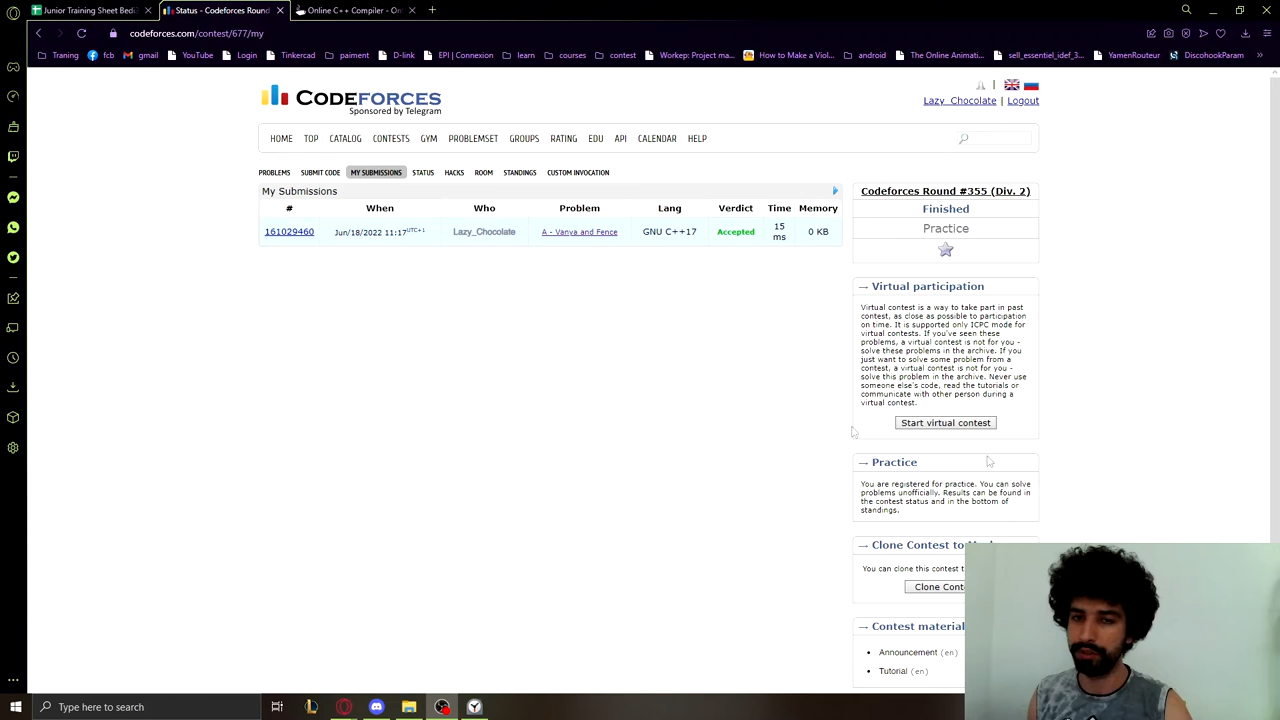 Junior Training Sheet Bedi
Status - Codeforces Round
Online C++ Compiler - On
codeforces.com/contest/677/my
Traning
fcb
gmail
YouTube
Login
Tinkercad
paiment
D-link
EPI | Connexion
learn
courses
contest
Workep: Project ma...
How to Make a Viol...
android
The Online Animati...
sell_essentiel_idef_3...
YamenRouteur
DiscohookParam
CODEFORCES
Sponsored by Telegram
Lazy_Chocolate | Logout
HOME TOP CATALOG CONTESTS GYM PROBLEMSET GROUPS RATING EDU API CALENDAR HELP
PROBLEMS SUBMIT CODE MY SUBMISSIONS STATUS HACKS ROOM STANDINGS CUSTOM INVOCATION
My Submissions
# When Who Problem Lang Verdict Time Memory
161029460 Jun/18/2022 11:17UTC+1 Lazy_Chocolate A - Vanya and Fence GNU C++17 Accepted 15 ms 0 KB
Codeforces Round #355 (Div. 2)
Finished
Practice
→ Virtual participation
Virtual contest is a way to take part in past
contest, as close as possible to participation
on time. It is supported only ICPC mode for
virtual contests. If you've seen these
problems, a virtual contest is not for you -
solve these problems in the archive. If you
just want to solve some problem from a
contest, a virtual contest is not for you -
solve this problem in the archive. Never use
someone else's code, read the tutorials or
communicate with other person during a
virtual contest.
Start virtual contest
→ Practice
You are registered for practice. You can solve
problems unofficially. Results can be found in
the contest status and in the bottom of
standings.
→ Clone Contest to
You can clone this contest
Clone Cont
→ Contest material
Announcement (en)
Tutorial (en)
Type here to search